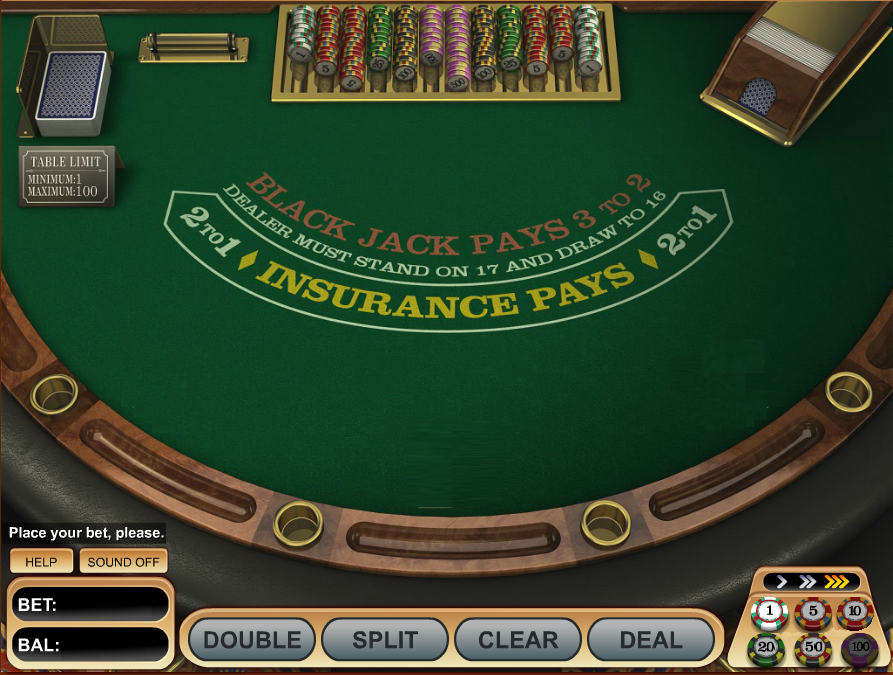 TABLE LIMIT
MINIMUM:1
MAXIMUM:100
BLACK JACK PAYS 3 TO 2
DEALER MUST STAND ON 17 AND DRAW TO 16
2 TO 1 INSURANCE PAYS 2 TO 1
Place your bet, please.
HELP SOUND OFF
BET:
BAL:
DOUBLE SPLIT CLEAR DEAL
1 5 10
20 50 100